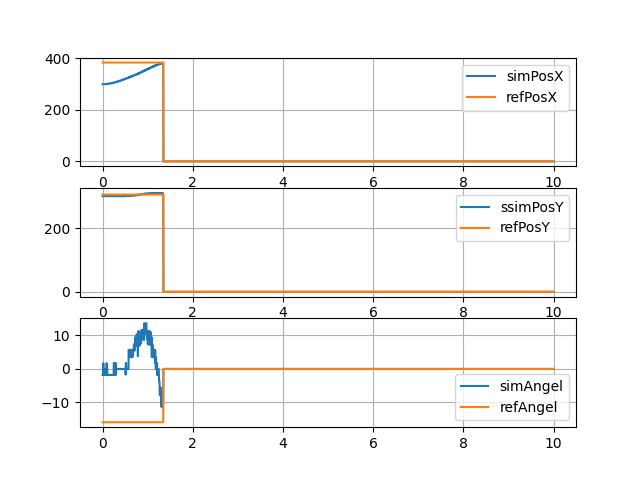 400
200
0
simPosX
refPosX
0 2 4 6 8 10
200
0
ssimPosY
refPosY
0 2 4 6 8 10
10
0
−10
simAngel
refAngel
0 2 4 6 8 10